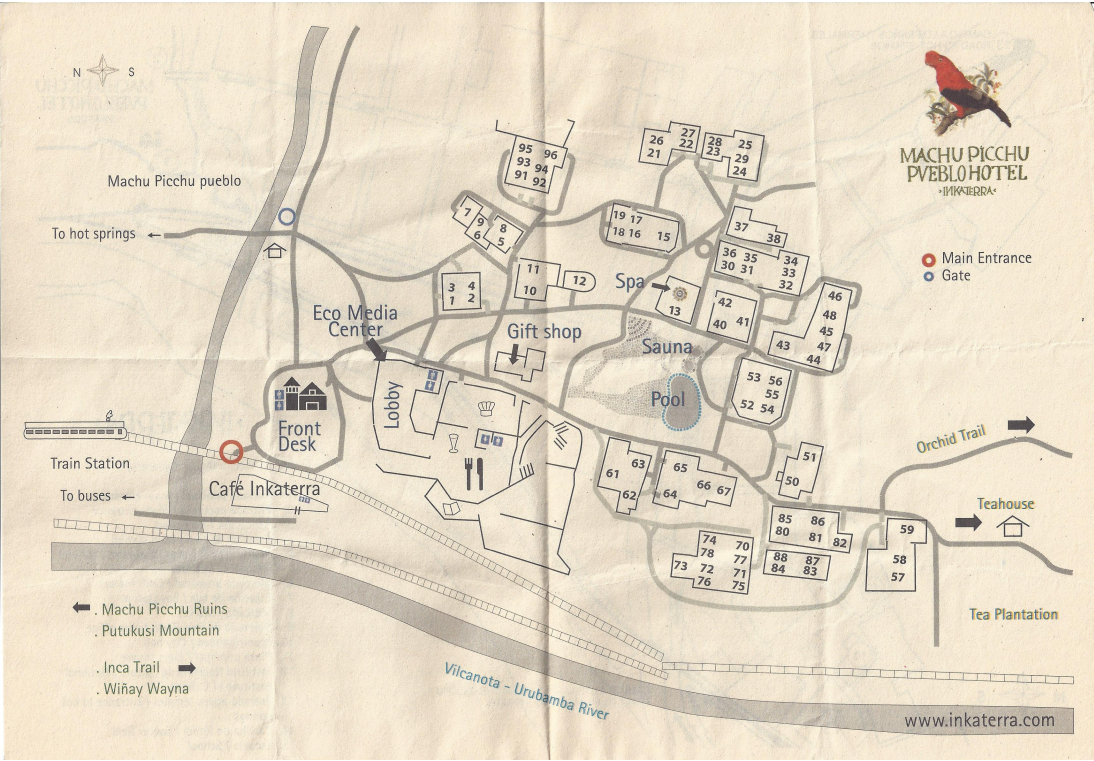 N S
MACHU PICCHU
PUEBLO HOTEL
INKATERRA
Machu Picchu pueblo
To hot springs
Main Entrance
Gate
95 96
93 94
91 92
26 27
21 22
28 25
23 29
24
7 9 8
6 5
19 17
18 16 15
37 38
36 35 34
30 31 33
32
3 4
1 2
11
10
12
Spa
13
42
40 41
46
48
45
43 47
44
Eco Media
Center
Gift shop
Sauna
Pool
53 56
55
52 54
Lobby
Front
Desk
Train Station
Café Inkaterra
To buses
63
61
62
65
66
64 67
51
50
Orchid Trail
Teahouse
85 86
80 81 82
88 87
84 83
59
58
57
74 70
78 77
73 72 71
76 75
Tea Plantation
. Machu Picchu Ruins
. Putukusi Mountain
. Inca Trail
. Wiñay Wayna
Vilcanota - Urubamba River
www.inkaterra.com